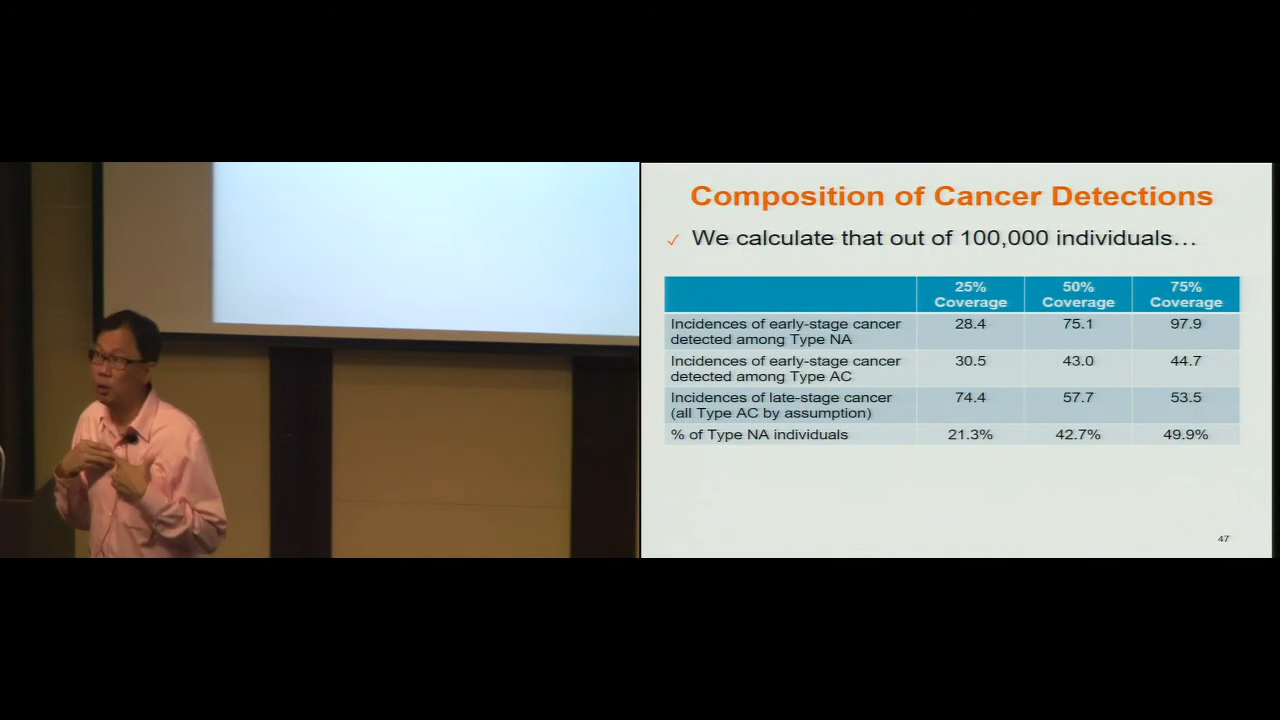 Composition of Cancer Detections
✓ We calculate that out of 100,000 individuals…
25% Coverage 50% Coverage 75% Coverage
Incidences of early-stage cancer detected among Type NA 28.4 75.1 97.9
Incidences of early-stage cancer detected among Type AC 30.5 43.0 44.7
Incidences of late-stage cancer (all Type AC by assumption) 74.4 57.7 53.5
% of Type NA individuals 21.3% 42.7% 49.9%
47